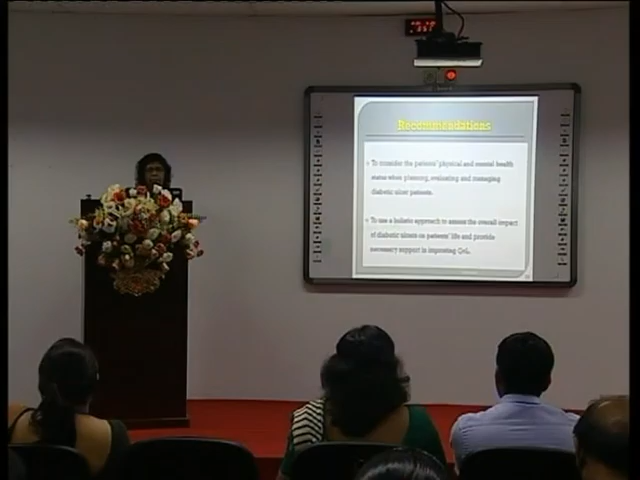 Recommendations
To consider the patients' physical and mental health
status when planning, evaluating and managing
diabetic ulcer patients.
To use a holistic approach to assess the overall impact
of diabetic ulcers on patients' life and provide
necessary support in improving QoL.